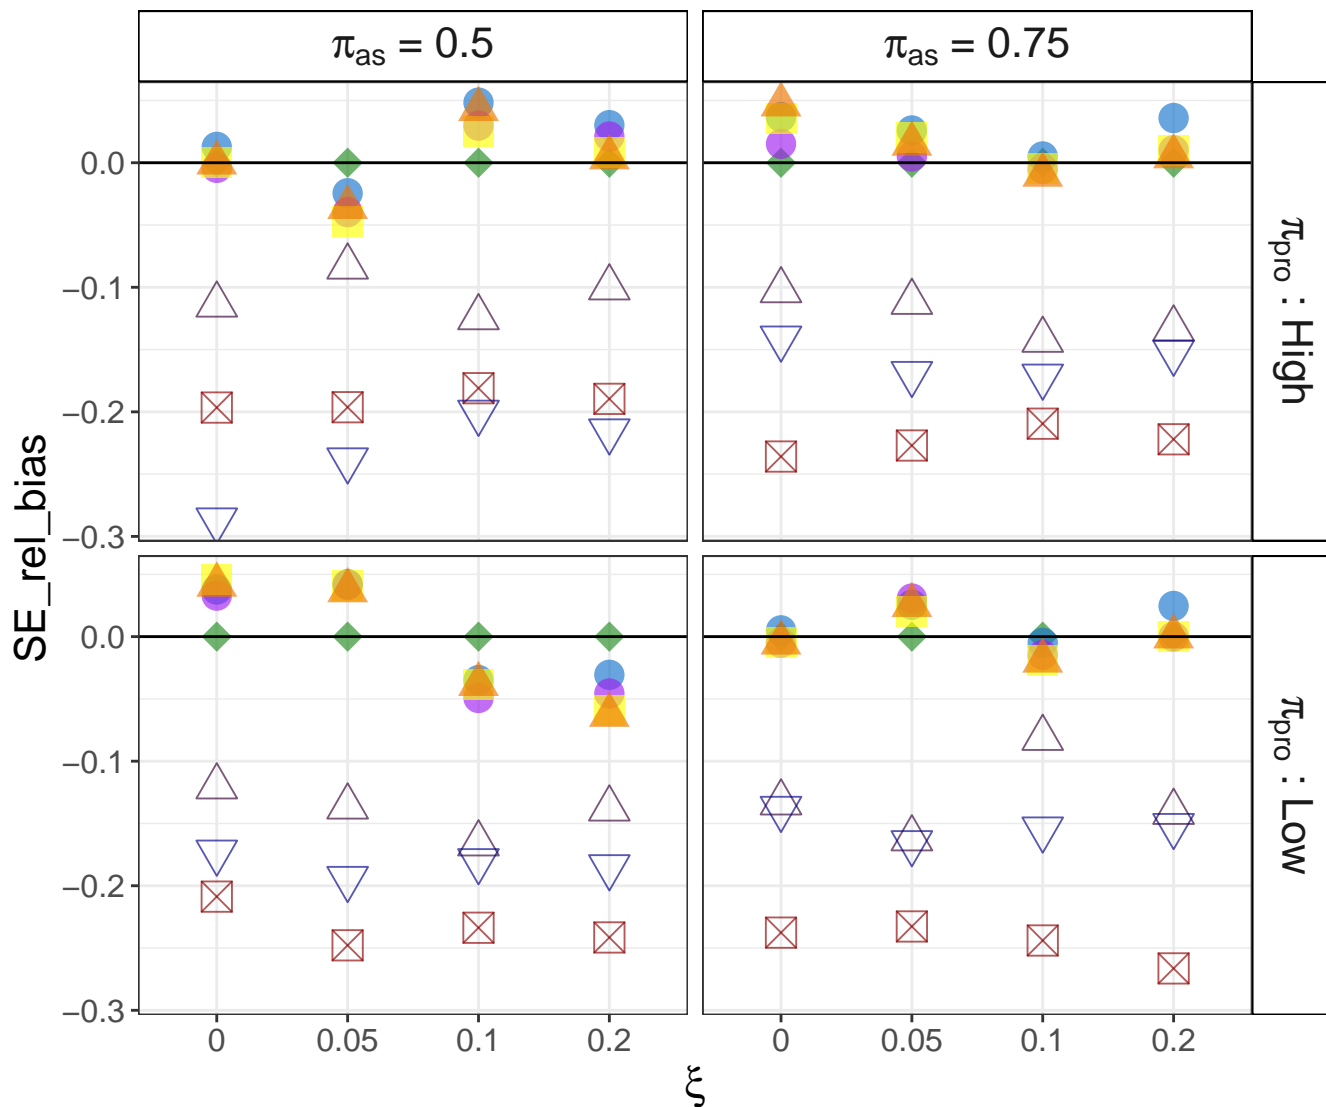 π_as = 0.5
π_as = 0.75
0.0
−0.1
−0.2
−0.3
π_pro : High
0.0
−0.1
−0.2
−0.3
π_pro : Low
SE_rel_bias
0 0.05 0.1 0.2
0 0.05 0.1 0.2
ξ